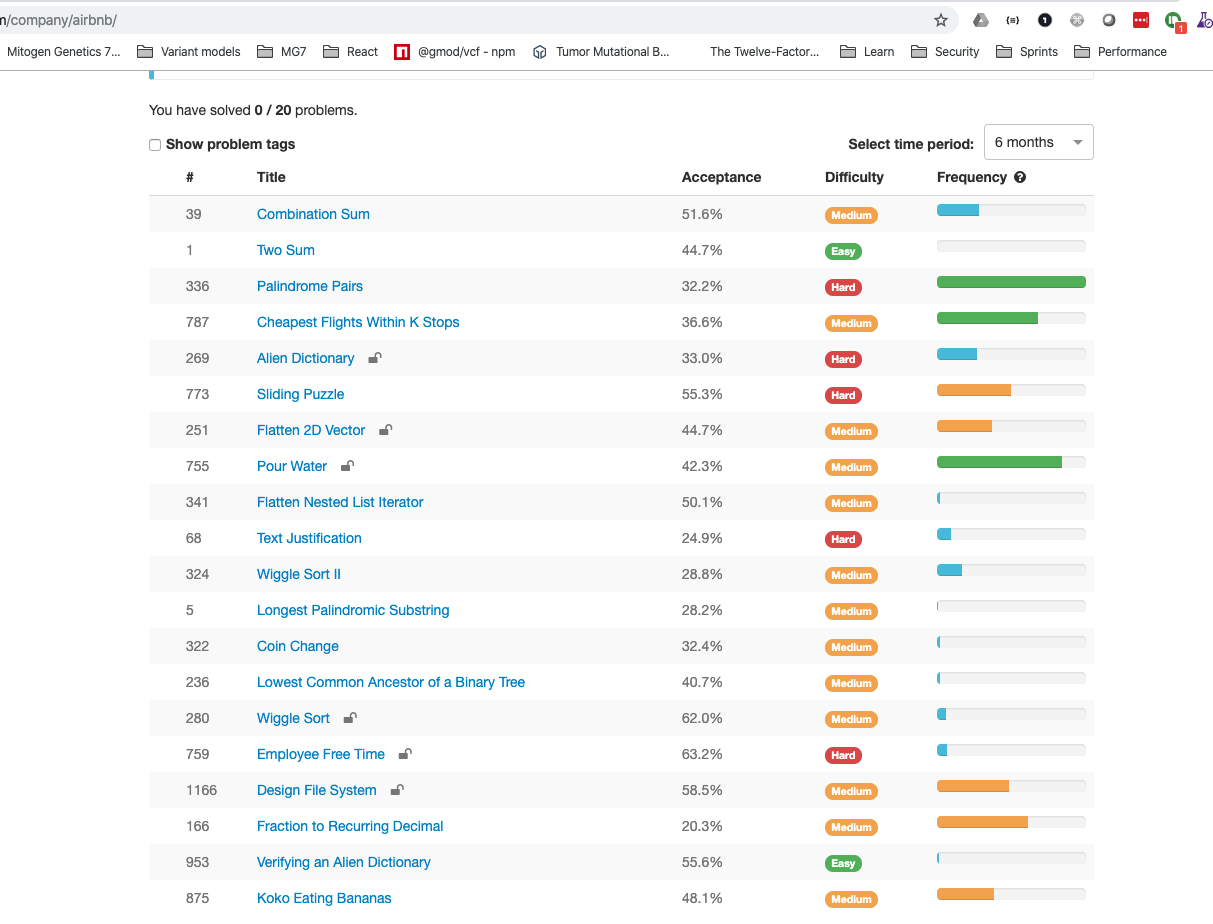 m/company/airbnb/
1
1
Mitogen Genetics 7... Variant models MG7 React @gmod/vcf - npm Tumor Mutational B... The Twelve-Factor... Learn Security Sprints Performance
You have solved 0 / 20 problems.
Show problem tags Select time period: 6 months
# Title Acceptance Difficulty Frequency ?
39 Combination Sum 51.6% Medium
1 Two Sum 44.7% Easy
336 Palindrome Pairs 32.2% Hard
787 Cheapest Flights Within K Stops 36.6% Medium
269 Alien Dictionary 33.0% Hard
773 Sliding Puzzle 55.3% Hard
251 Flatten 2D Vector 44.7% Medium
755 Pour Water 42.3% Medium
341 Flatten Nested List Iterator 50.1% Medium
68 Text Justification 24.9% Hard
324 Wiggle Sort II 28.8% Medium
5 Longest Palindromic Substring 28.2% Medium
322 Coin Change 32.4% Medium
236 Lowest Common Ancestor of a Binary Tree 40.7% Medium
280 Wiggle Sort 62.0% Medium
759 Employee Free Time 63.2% Hard
1166 Design File System 58.5% Medium
166 Fraction to Recurring Decimal 20.3% Medium
953 Verifying an Alien Dictionary 55.6% Easy
875 Koko Eating Bananas 48.1% Medium